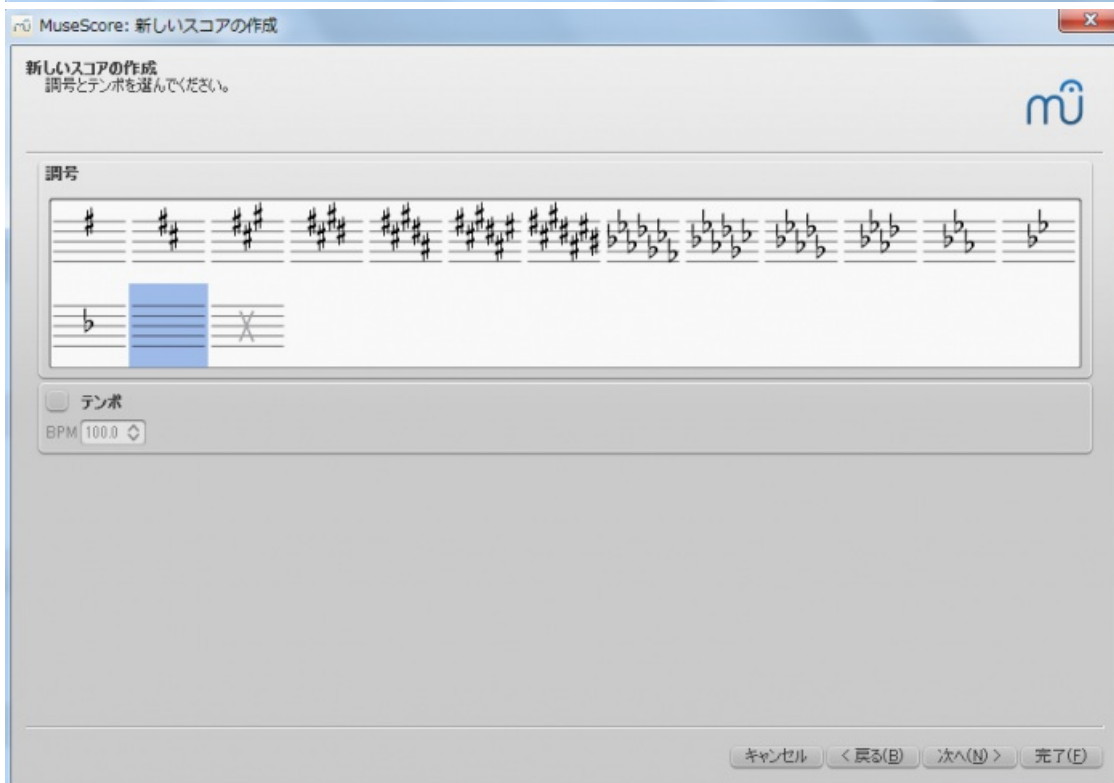 MuseScore: 新しいスコアの作成
新しいスコアの作成
調号とテンポを選んでください。
mu
調号
テンポ
BPM 100.0
キャンセル < 戻る(B) 次へ(N) > 完了(F)